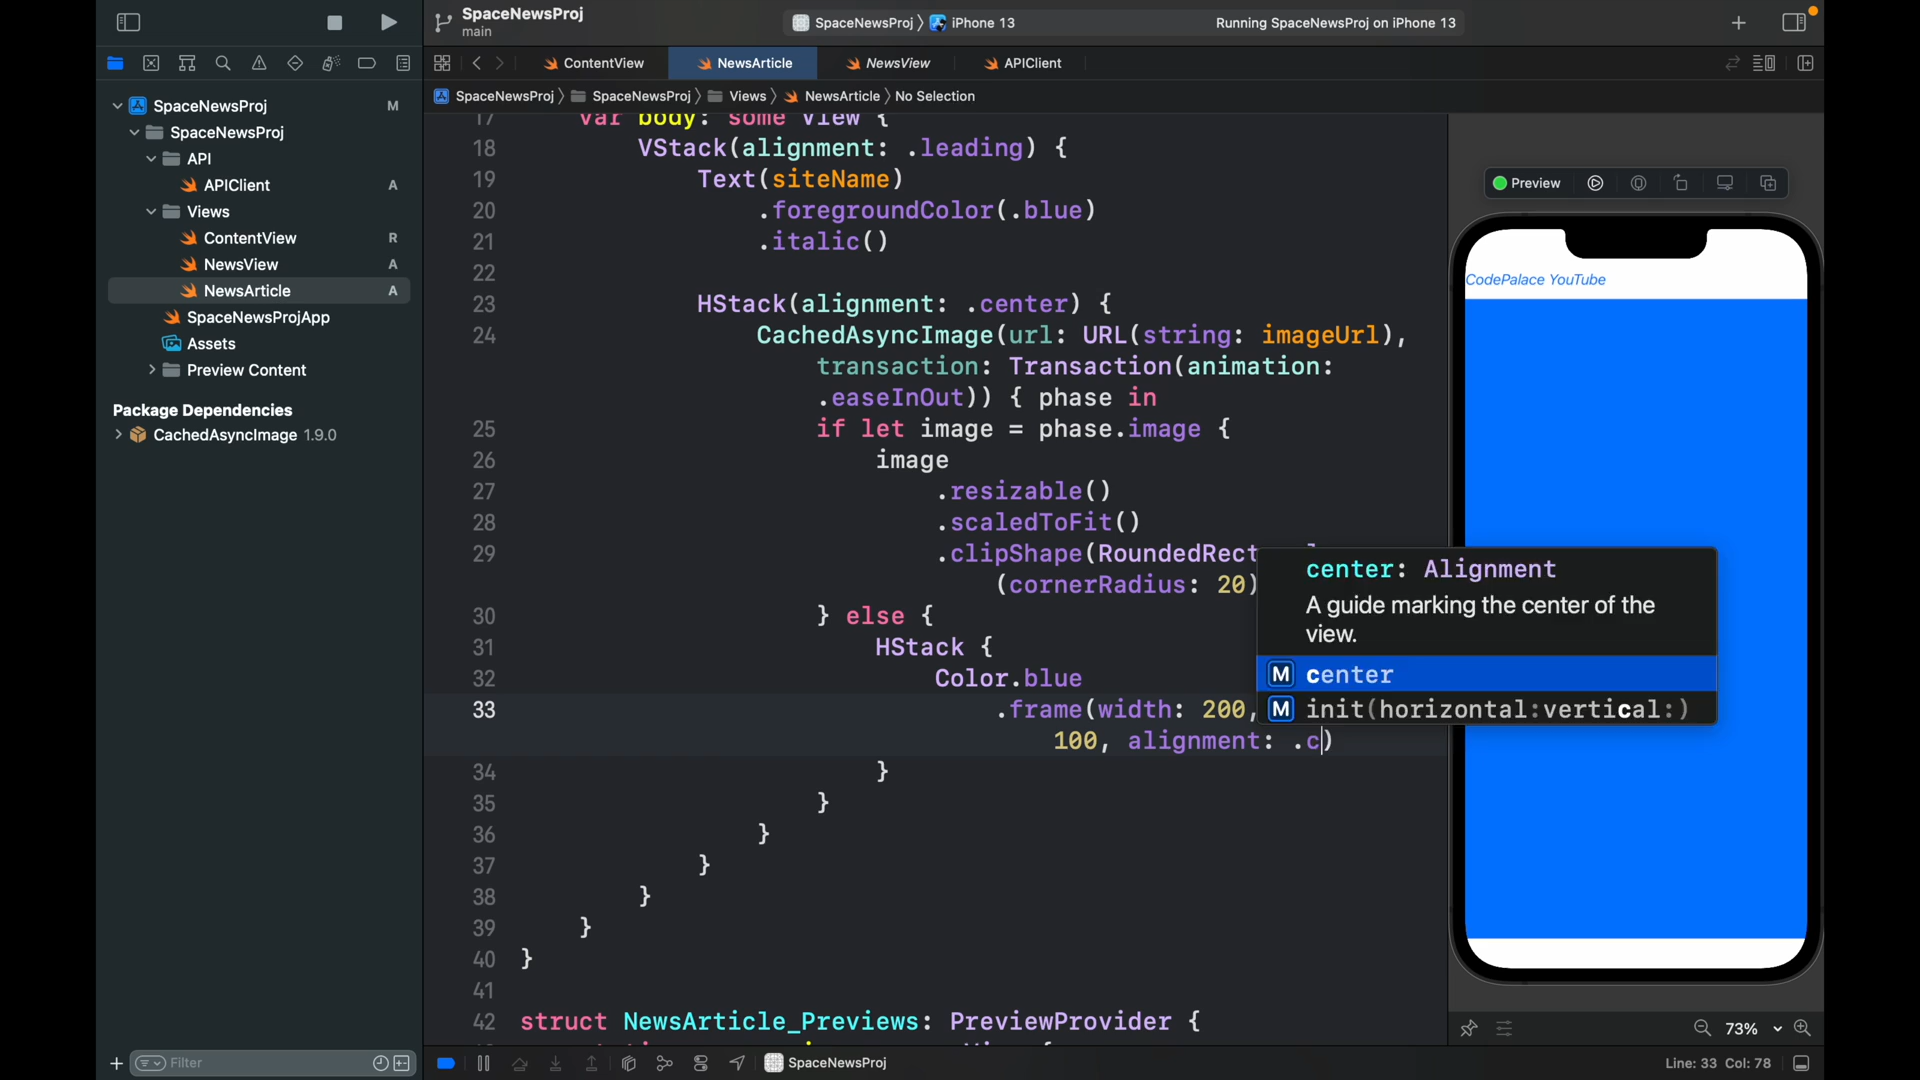 SpaceNewsProj
main
SpaceNewsProj
iPhone 13
Running SpaceNewsProj on iPhone 13
ContentView
NewsArticle
NewsView
APIClient
SpaceNewsProj
SpaceNewsProj
Views
NewsArticle
No Selection
SpaceNewsProj M
SpaceNewsProj
API
APIClient A
Views
ContentView R
NewsView A
NewsArticle A
SpaceNewsProjApp
Assets
Preview Content
Package Dependencies
CachedAsyncImage 1.9.0
17 var body: some View {
18 VStack(alignment: .leading) {
19 Text(siteName)
20 .foregroundColor(.blue)
21 .italic()
22
23 HStack(alignment: .center) {
24 CachedAsyncImage(url: URL(string: imageUrl),
transaction: Transaction(animation:
.easeInOut)) { phase in
25 if let image = phase.image {
26 image
27 .resizable()
28 .scaledToFit()
29 .clipShape(RoundedRect
(cornerRadius: 20)
30 } else {
31 HStack {
32 Color.blue
33 .frame(width: 200,
100, alignment: .c)
34 }
35 }
36 }
37 }
38 }
39 }
40 }
41
42 struct NewsArticle_Previews: PreviewProvider {
center: Alignment
A guide marking the center of the
view.
M center
M init(horizontal:vertical:)
Preview
CodePalace YouTube
73%
Filter
SpaceNewsProj
Line: 33 Col: 78